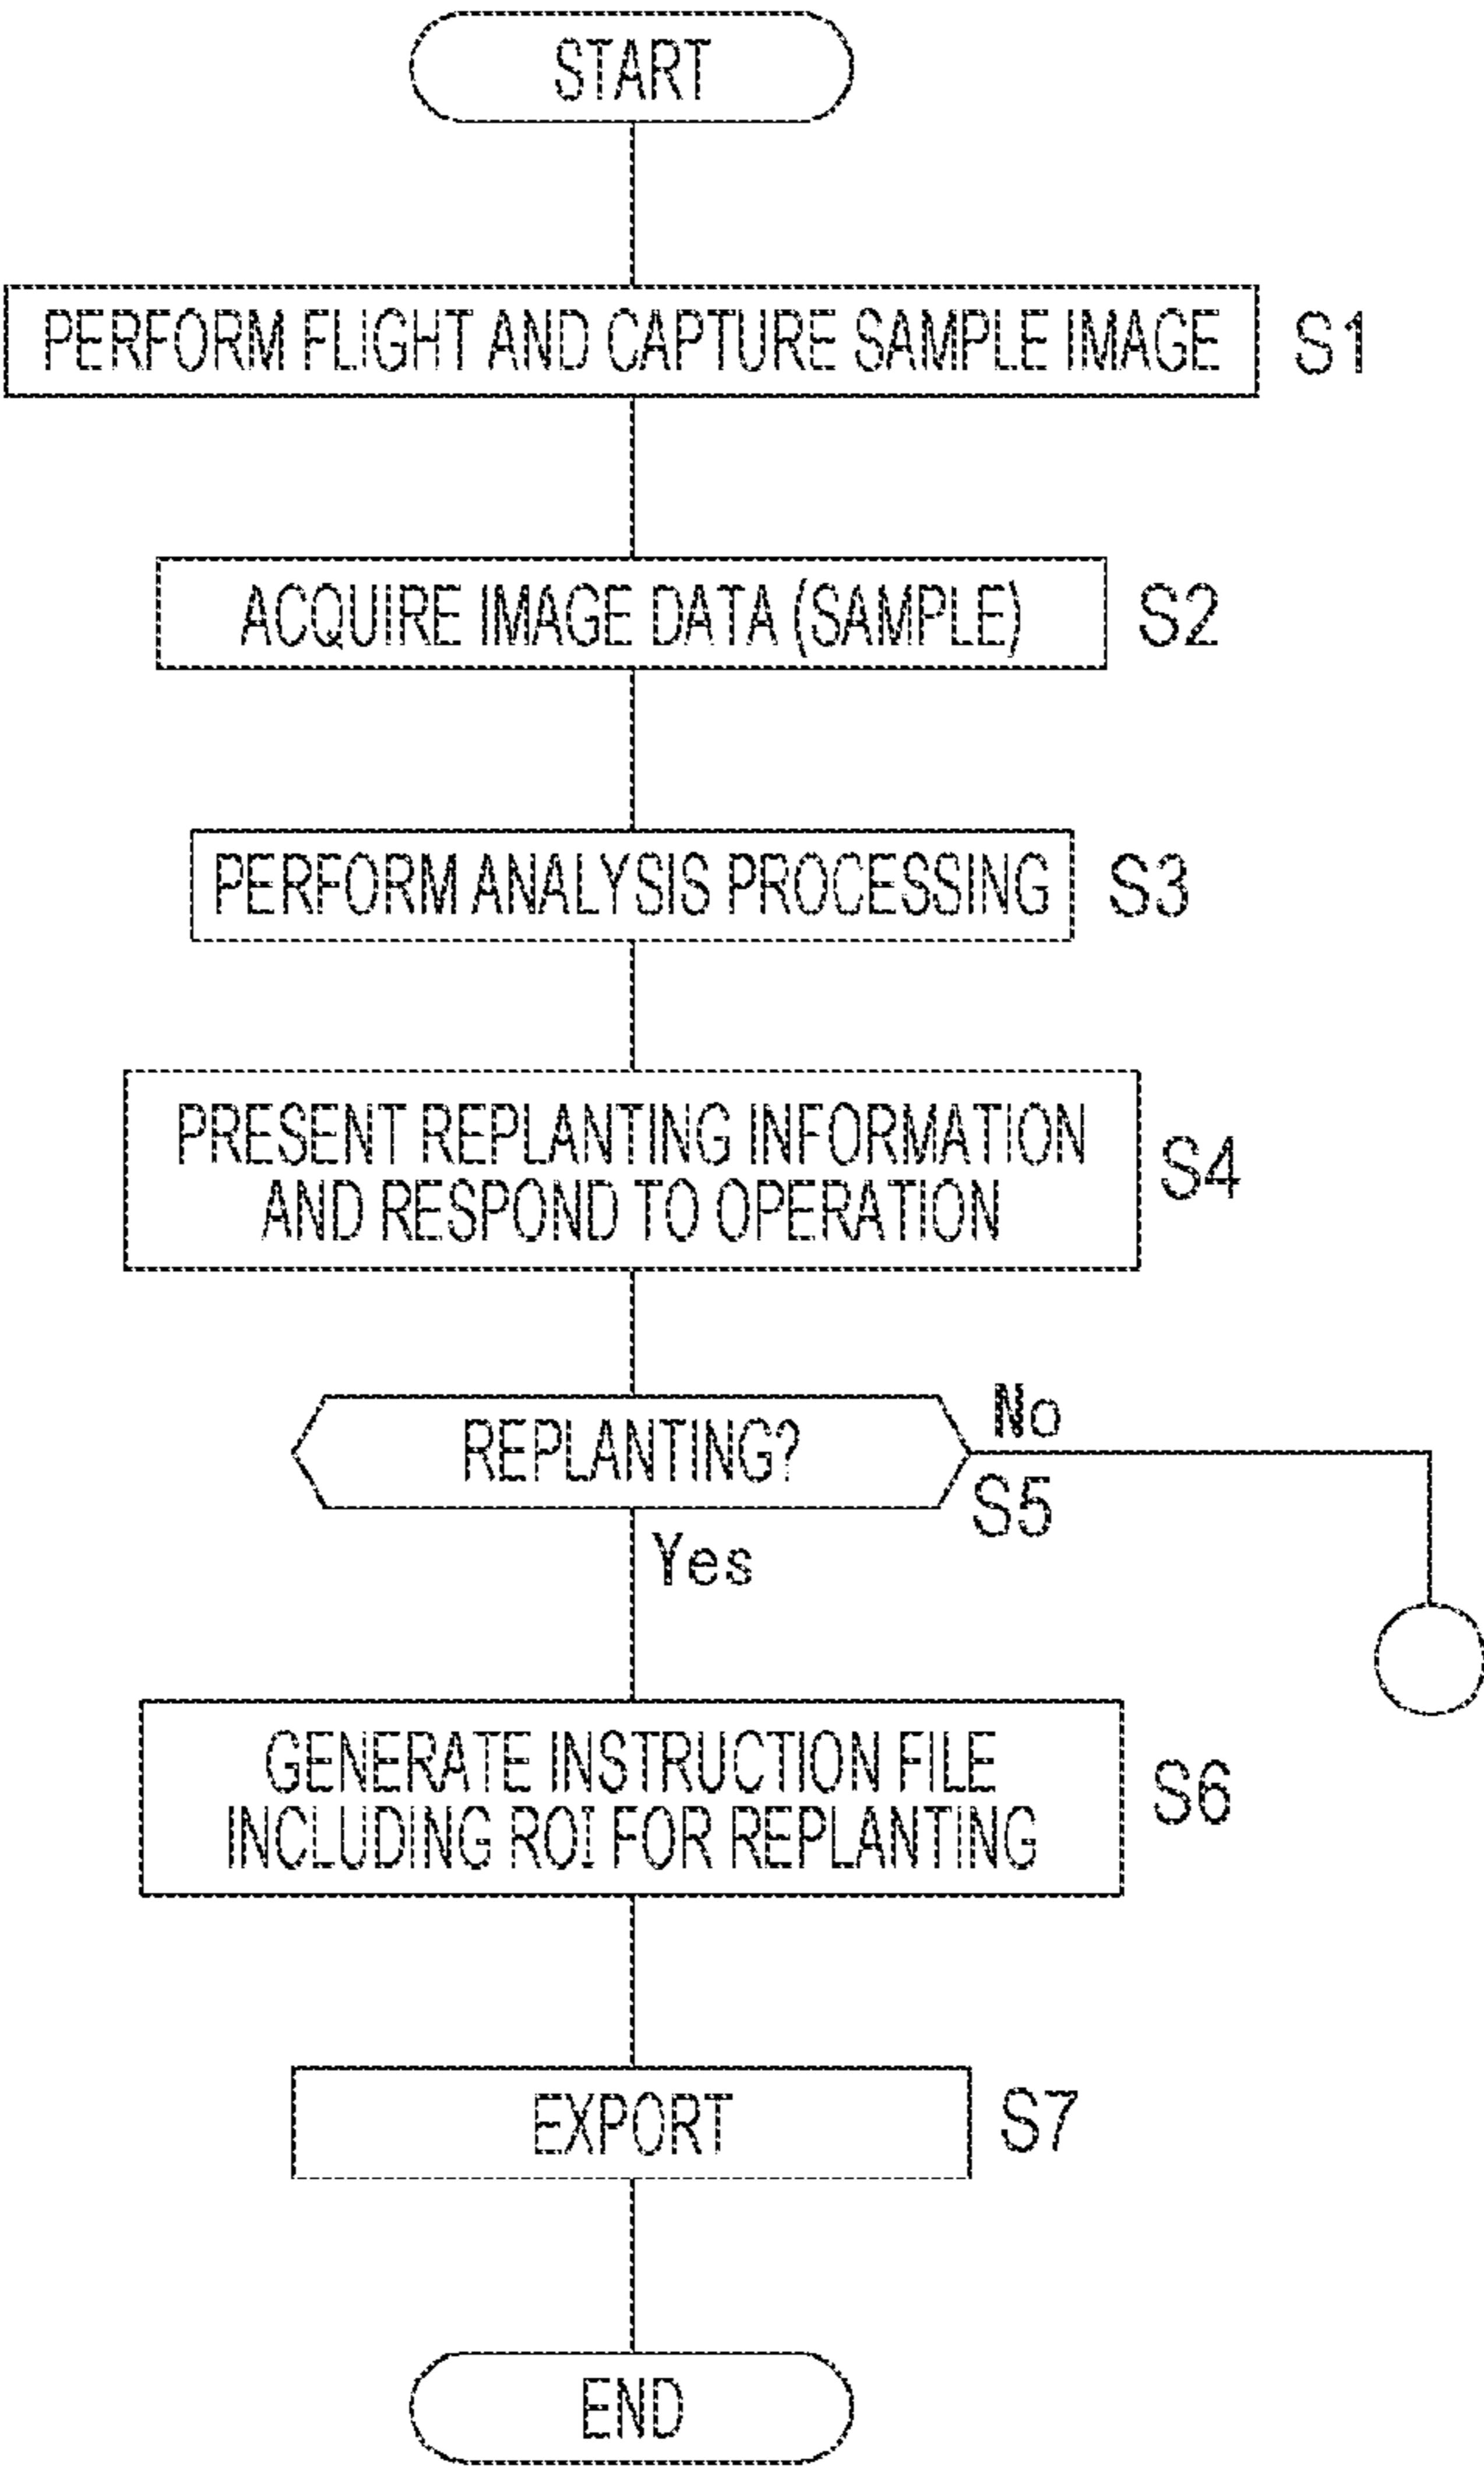 START
PERFORM FLIGHT AND CAPTURE SAMPLE IMAGE S1
ACQUIRE IMAGE DATA (SAMPLE) S2
PERFORM ANALYSIS PROCESSING S3
PRESENT REPLANTING INFORMATION
AND RESPOND TO OPERATION
S4
REPLANTING?
No
S5
Yes
GENERATE INSTRUCTION FILE
INCLUDING ROI FOR REPLANTING
S6
EXPORT S7
END